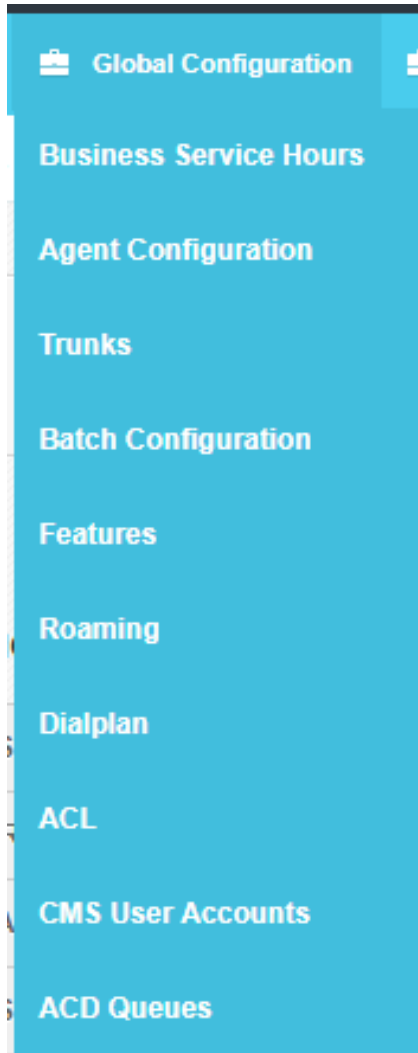 Global Configuration
Business Service Hours
Agent Configuration
Trunks
Batch Configuration
Features
Roaming
Dialplan
ACL
CMS User Accounts
ACD Queues